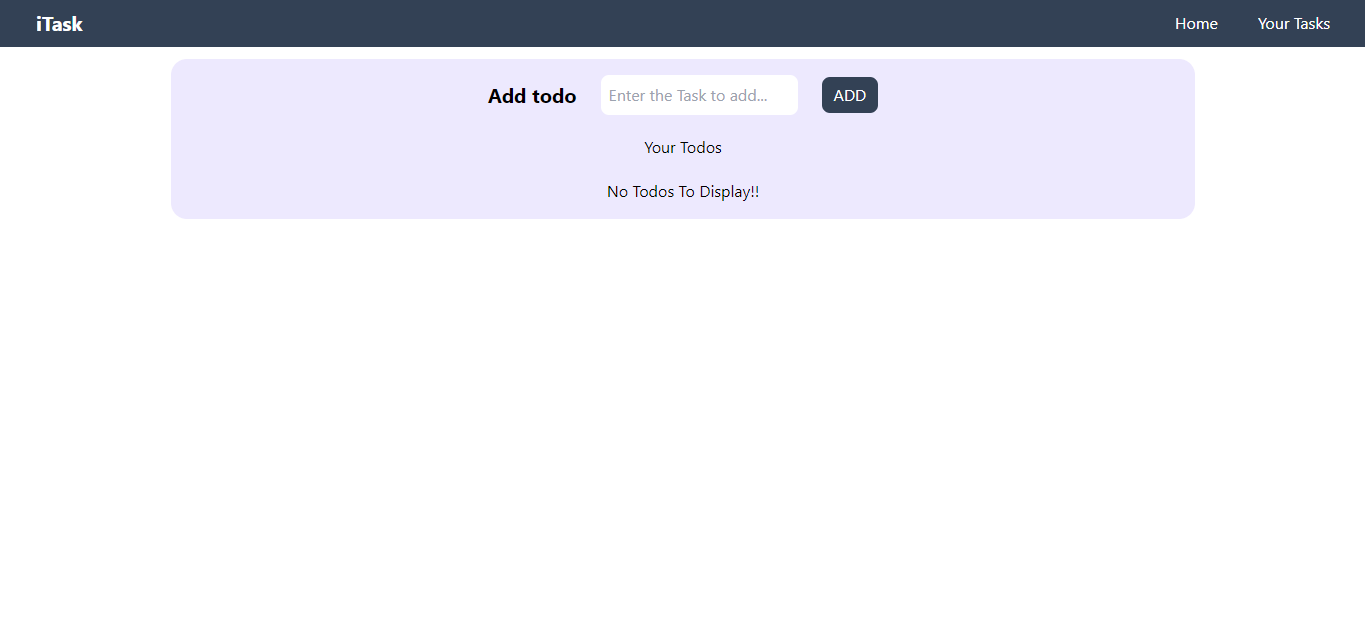 iTask Home Your Tasks
Add todo Enter the Task to add... ADD
Your Todos
No Todos To Display!!